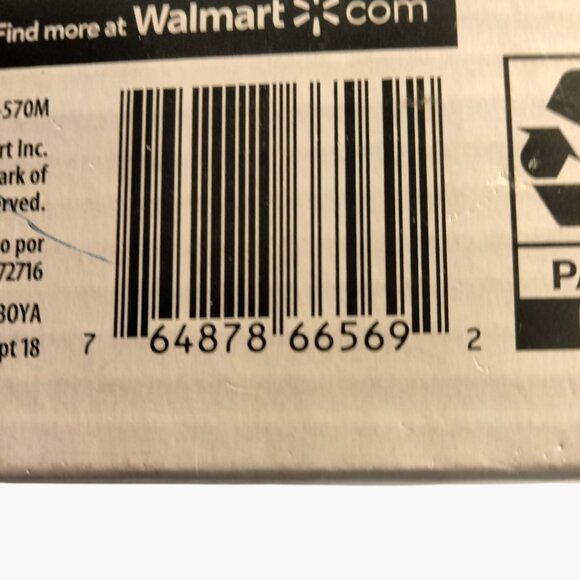 Find more at Walmart com
-570M
rt Inc.
ark of
rved.
o por
72716
30YA
pt 18
7 64878 66569 2
PA